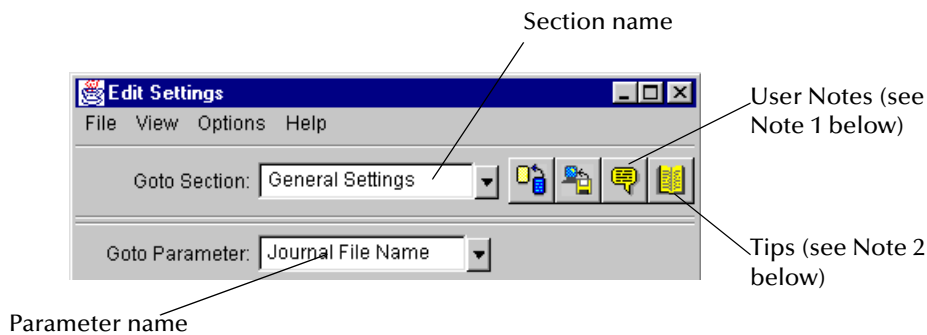 Section name
Edit Settings
File View Options Help
User Notes (see
Note 1 below)
Goto Section: General Settings
Goto Parameter: Journal File Name
Tips (see Note 2
below)
Parameter name